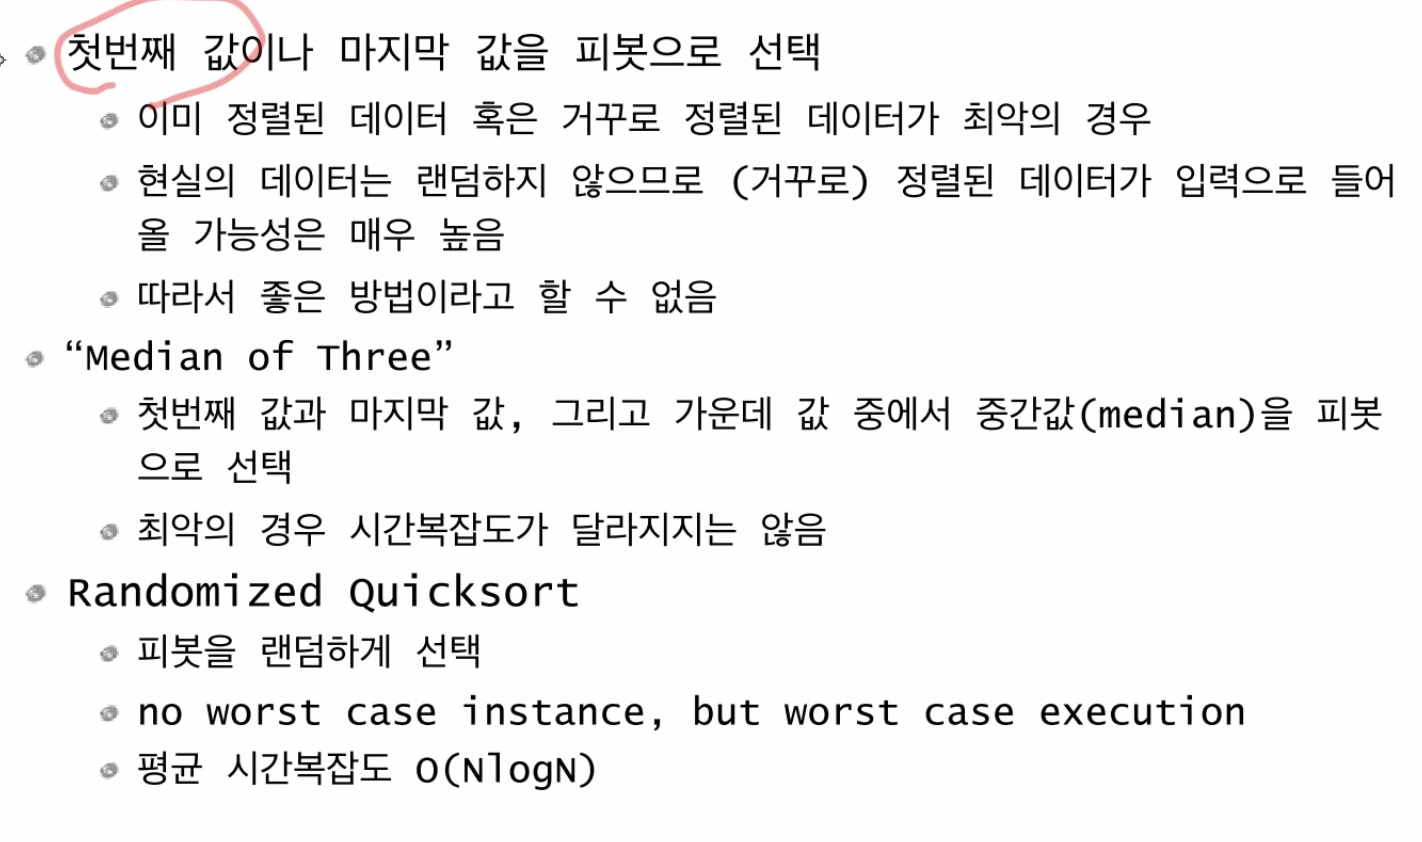 첫번째 값이나 마지막 값을 피봇으로 선택
이미 정렬된 데이터 혹은 거꾸로 정렬된 데이터가 최악의 경우
현실의 데이터는 랜덤하지 않으므로 (거꾸로) 정렬된 데이터가 입력으로 들어
올 가능성은 매우 높음
따라서 좋은 방법이라고 할 수 없음
“Median of Three”
첫번째 값과 마지막 값, 그리고 가운데 값 중에서 중간값(median)을 피봇
으로 선택
최악의 경우 시간복잡도가 달라지지는 않음
Randomized Quicksort
피봇을 랜덤하게 선택
no worst case instance, but worst case execution
평균 시간복잡도 O(NlogN)